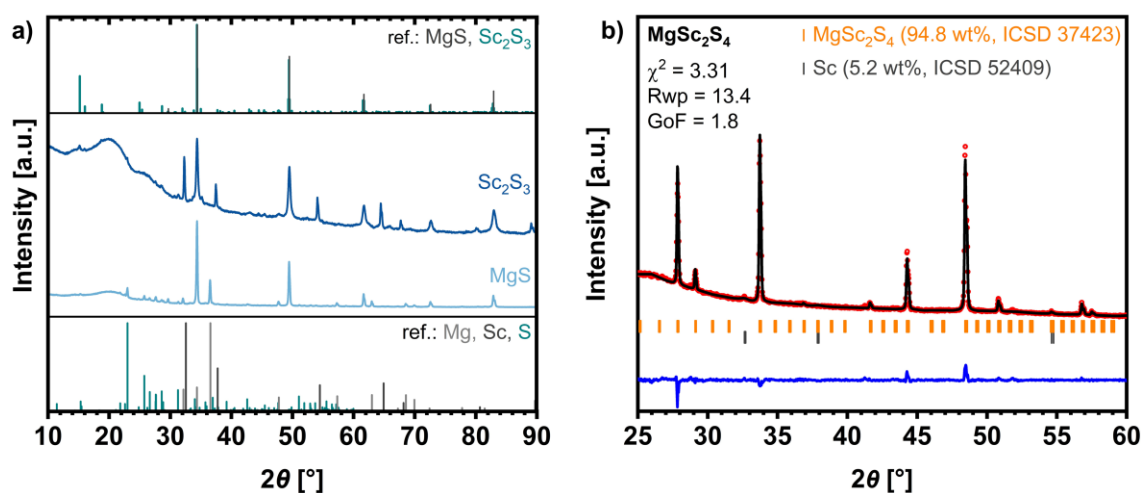 a)
ref.: MgS, Sc₂S₃
Sc₂S₃
MgS
ref.: Mg, Sc, S
Intensity [a.u.]
10 20 30 40 50 60 70 80 90
2θ [°]
b)
MgSc₂S₄
χ² = 3.31
Rwp = 13.4
GoF = 1.8
MgSc₂S₄ (94.8 wt%, ICSD 37423)
Sc (5.2 wt%, ICSD 52409)
Intensity [a.u.]
25 30 35 40 45 50 55 60
2θ [°]